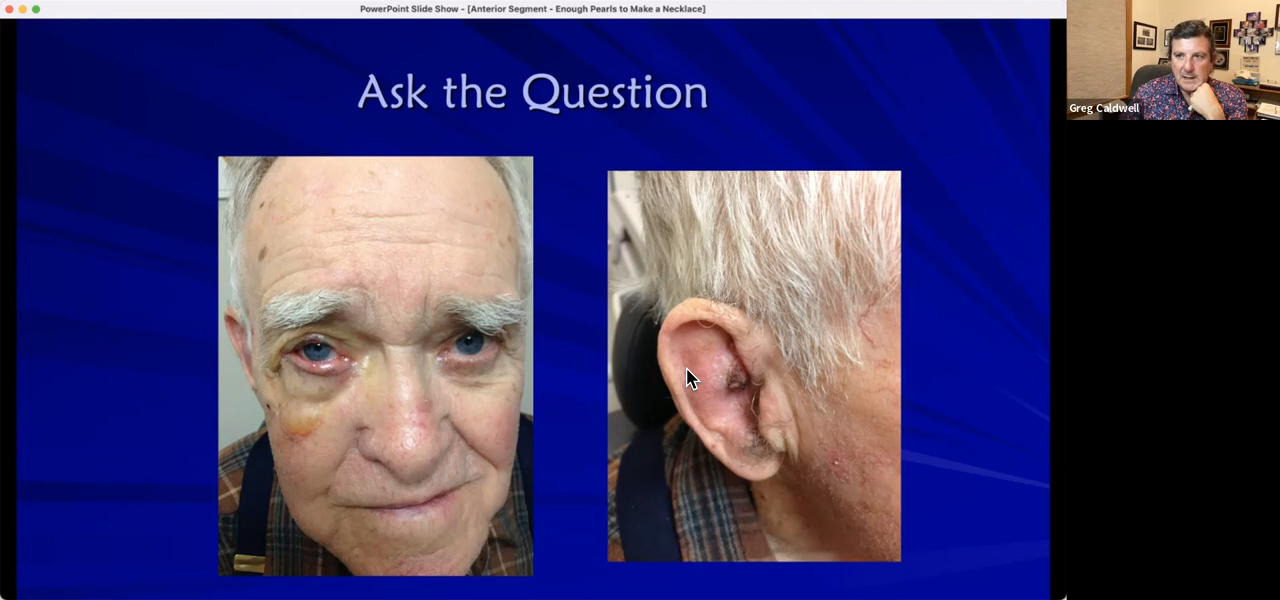 PowerPoint Slide Show - [Anterior Segment - Enough Pearls to Make a Necklace]
Ask the Question
Greg Caldwell